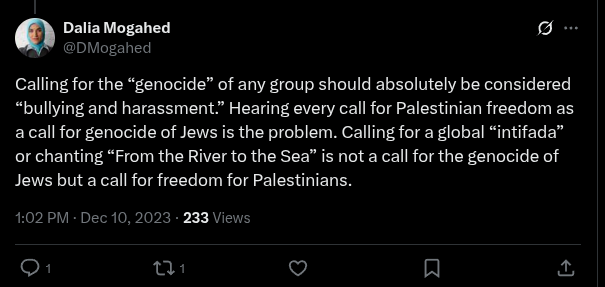 Dalia Mogahed
@DMogahed
Calling for the “genocide” of any group should absolutely be considered
“bullying and harassment.” Hearing every call for Palestinian freedom as
a call for genocide of Jews is the problem. Calling for a global “intifada”
or chanting “From the River to the Sea” is not a call for the genocide of
Jews but a call for freedom for Palestinians.
1:02 PM · Dec 10, 2023 · 233 Views
1
1